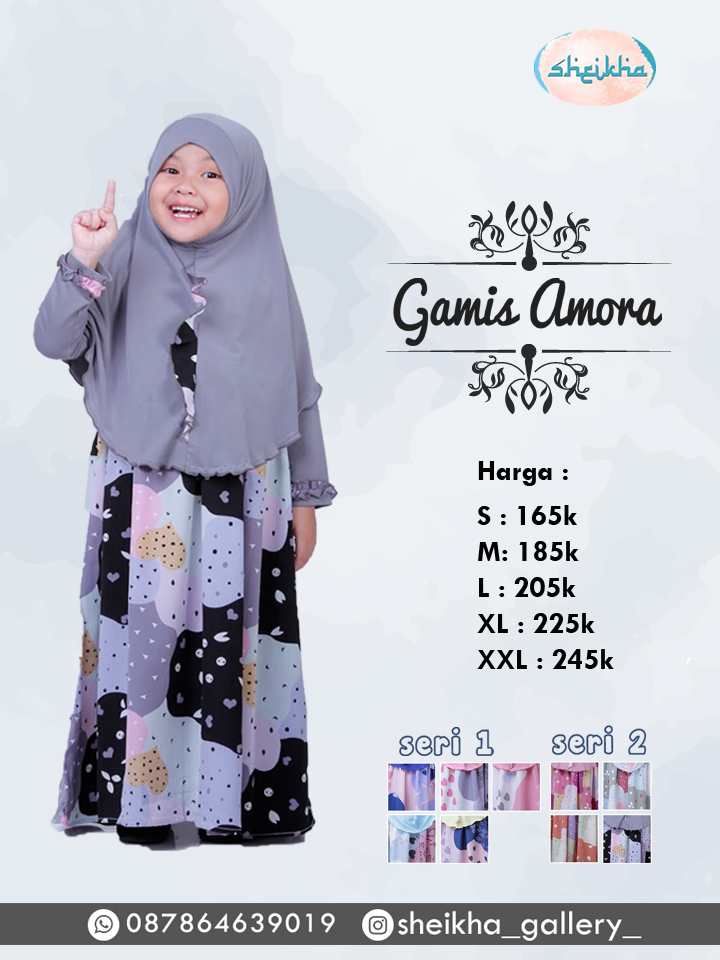 sheikha
Gamis Amora
Harga :
S : 165k
M: 185k
L : 205k
XL : 225k
XXL : 245k
seri 1
seri 2
087864639019
sheikha_gallery_